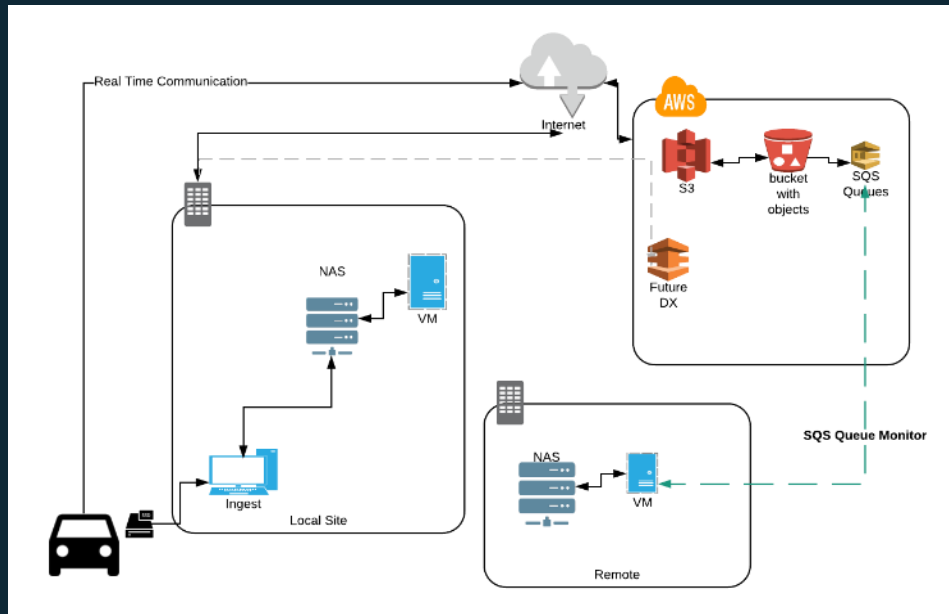 Real Time Communication
Internet
AWS
S3
bucket
with
objects
SQS
Queues
Future
DX
NAS
VM
Ingest
Local Site
SQS Queue Monitor
NAS
VM
Remote